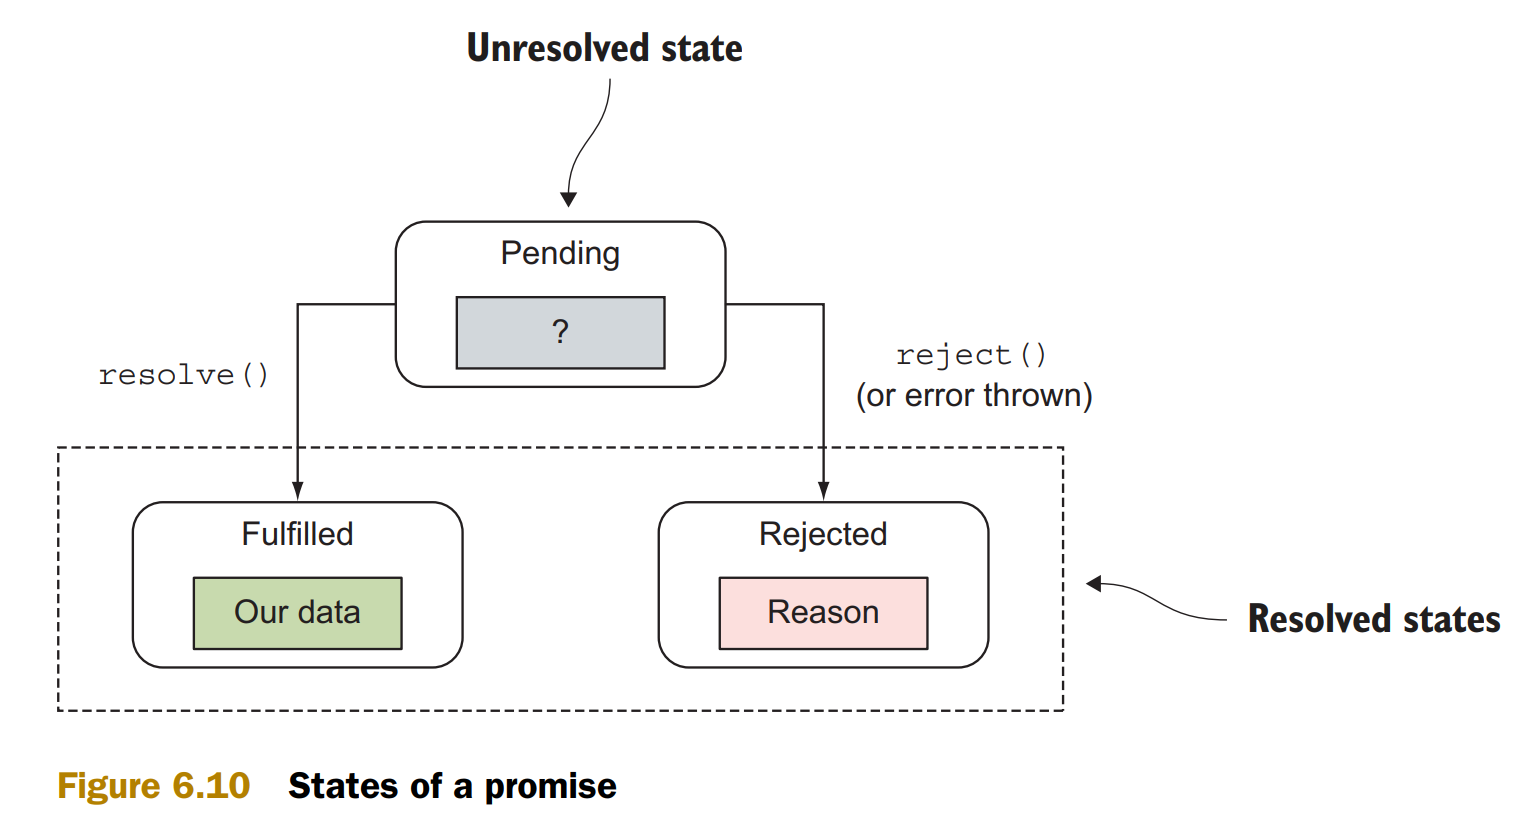 Unresolved state
Pending
?
resolve()
reject()
(or error thrown)
Fulfilled
Our data
Rejected
Reason
Resolved states
Figure 6.10 States of a promise